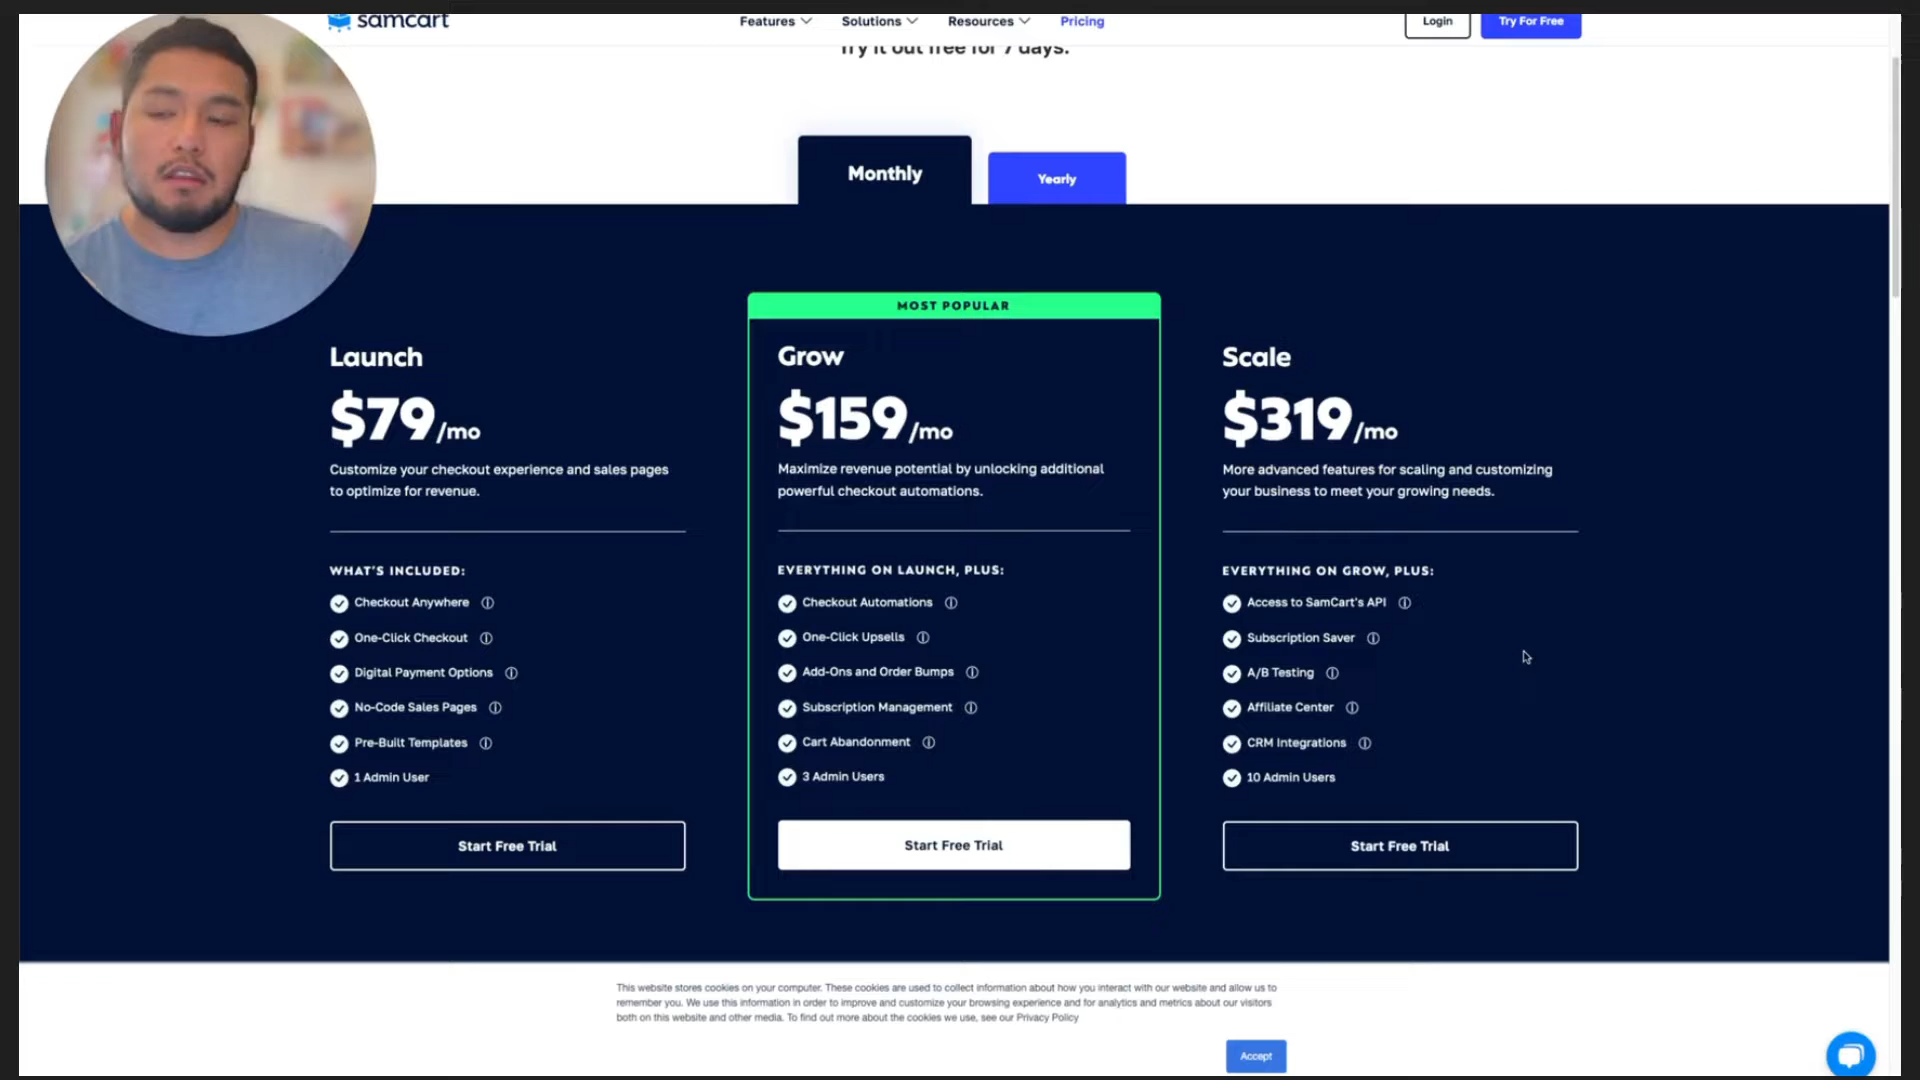 samcart
Features
Solutions
Resources
Pricing
Login
Try For Free
Try it out free for 7 days.
Monthly
Yearly
MOST POPULAR
Launch
$79/mo
Customize your checkout experience and sales pages
to optimize for revenue.
WHAT'S INCLUDED:
Checkout Anywhere
One-Click Checkout
Digital Payment Options
No-Code Sales Pages
Pre-Built Templates
1 Admin User
Start Free Trial
Grow
$159/mo
Maximize revenue potential by unlocking additional
powerful checkout automations.
EVERYTHING ON LAUNCH, PLUS:
Checkout Automations
One-Click Upsells
Add-Ons and Order Bumps
Subscription Management
Cart Abandonment
3 Admin Users
Start Free Trial
Scale
$319/mo
More advanced features for scaling and customizing
your business to meet your growing needs.
EVERYTHING ON GROW, PLUS:
Access to SamCart's API
Subscription Saver
A/B Testing
Affiliate Center
CRM Integrations
10 Admin Users
Start Free Trial
This website stores cookies on your computer. These cookies are used to collect information about how you interact with our website and allow us to
remember you. We use this information in order to improve and customize your browsing experience and for analytics and metrics about our visitors
both on this website and other media. To find out more about the cookies we use, see our Privacy Policy
Accept